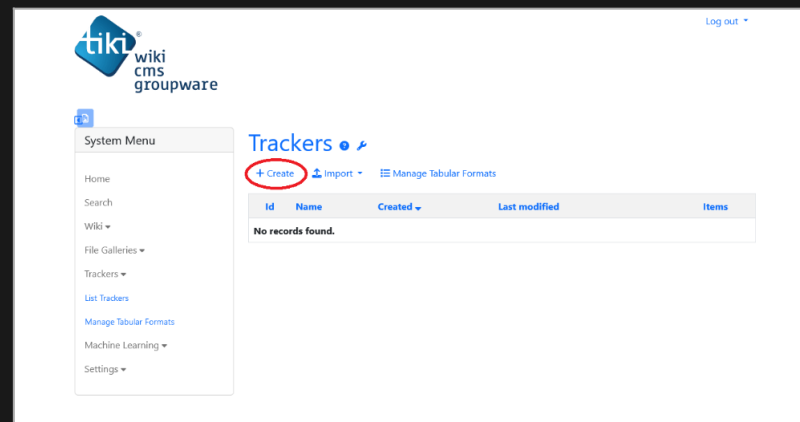 Log out
tiki®
wiki
cms
groupware
System Menu
Home
Search
Wiki
File Galleries
Trackers
List Trackers
Manage Tabular Formats
Machine Learning
Settings
Trackers
+ Create Import Manage Tabular Formats
Id Name Created Last modified Items
No records found.